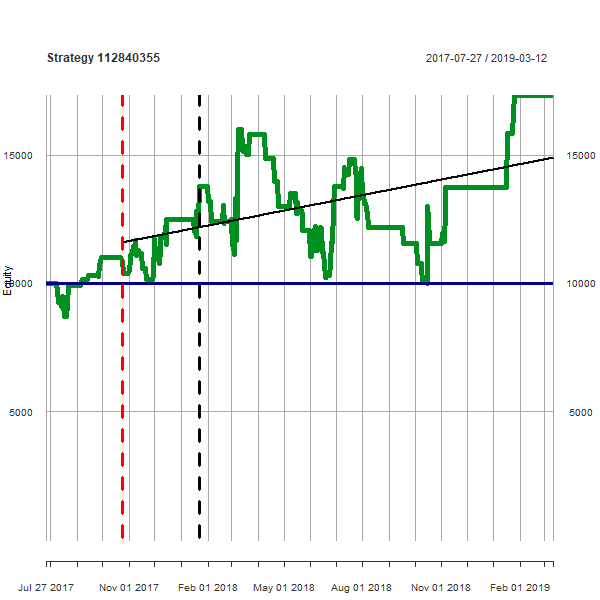 Strategy 112840355 2017-07-27 / 2019-03-12
15000 15000
Equity
10000 10000
5000 5000
Jul 27 2017 Nov 01 2017 Feb 01 2018 May 01 2018 Aug 01 2018 Nov 01 2018 Feb 01 2019